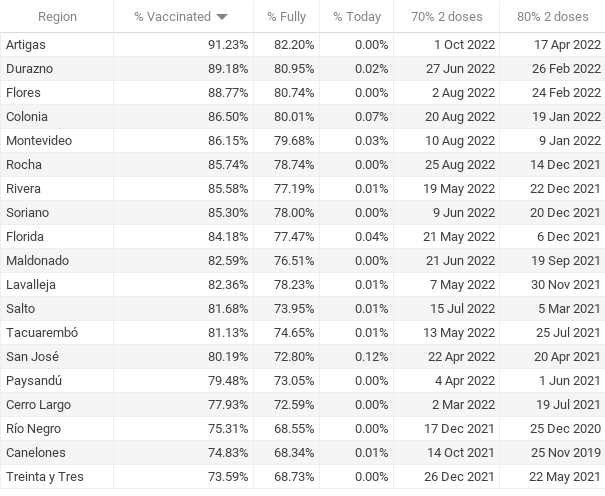 Region % Vaccinated % Fully % Today 70% 2 doses 80% 2 doses
Artigas 91.23% 82.20% 0.00% 1 Oct 2022 17 Apr 2022
Durazno 89.18% 80.95% 0.02% 27 Jun 2022 26 Feb 2022
Flores 88.77% 80.74% 0.00% 2 Aug 2022 24 Feb 2022
Colonia 86.50% 80.01% 0.07% 20 Aug 2022 19 Jan 2022
Montevideo 86.15% 79.68% 0.03% 10 Aug 2022 9 Jan 2022
Rocha 85.74% 78.74% 0.00% 25 Aug 2022 14 Dec 2021
Rivera 85.58% 77.19% 0.01% 19 May 2022 22 Dec 2021
Soriano 85.30% 78.00% 0.00% 9 Jun 2022 20 Dec 2021
Florida 84.18% 77.47% 0.04% 21 May 2022 6 Dec 2021
Maldonado 82.59% 76.51% 0.00% 21 Jun 2022 19 Sep 2021
Lavalleja 82.36% 78.23% 0.01% 7 May 2022 30 Nov 2021
Salto 81.68% 73.95% 0.01% 15 Jul 2022 5 Mar 2021
Tacuarembó 81.13% 74.65% 0.01% 13 May 2022 25 Jul 2021
San José 80.19% 72.80% 0.12% 22 Apr 2022 20 Apr 2021
Paysandú 79.48% 73.05% 0.00% 4 Apr 2022 1 Jun 2021
Cerro Largo 77.93% 72.59% 0.00% 2 Mar 2022 19 Jul 2021
Río Negro 75.31% 68.55% 0.00% 17 Dec 2021 25 Dec 2020
Canelones 74.83% 68.34% 0.01% 14 Oct 2021 25 Nov 2019
Treinta y Tres 73.59% 68.73% 0.00% 26 Dec 2021 22 May 2021